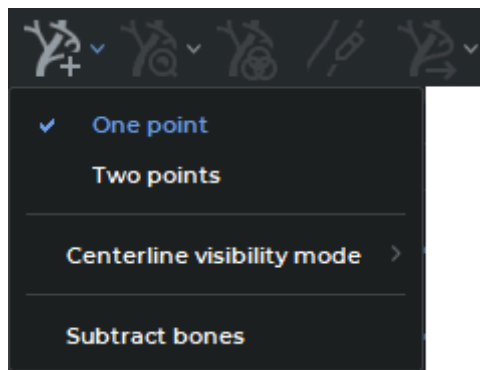 One point
Two points
Centerline visibility mode
Subtract bones